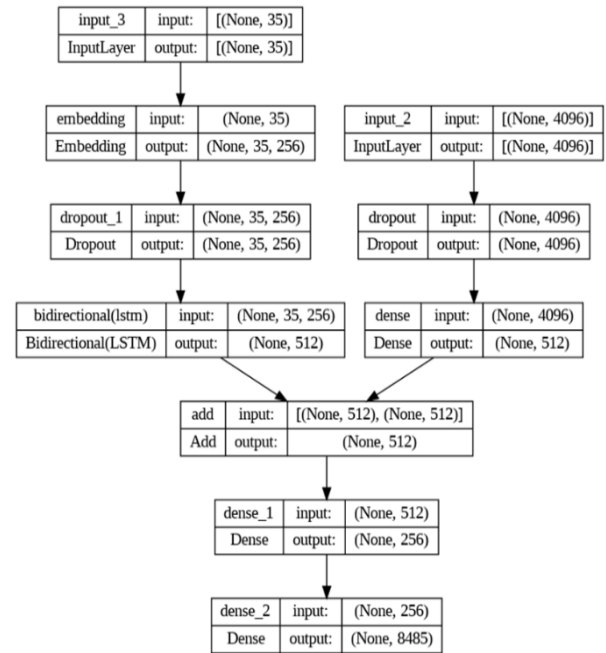 input_3 input: [(None, 35)]
InputLayer output: [(None, 35)]
embedding input: (None, 35)
Embedding output: (None, 35, 256)
input_2 input: [(None, 4096)]
InputLayer output: [(None, 4096)]
dropout_1 input: (None, 35, 256)
Dropout output: (None, 35, 256)
dropout input: (None, 4096)
Dropout output: (None, 4096)
bidirectional(lstm) input: (None, 35, 256)
Bidirectional(LSTM) output: (None, 512)
dense input: (None, 4096)
Dense output: (None, 512)
add input: [(None, 512), (None, 512)]
Add output: (None, 512)
dense_1 input: (None, 512)
Dense output: (None, 256)
dense_2 input: (None, 256)
Dense output: (None, 8485)